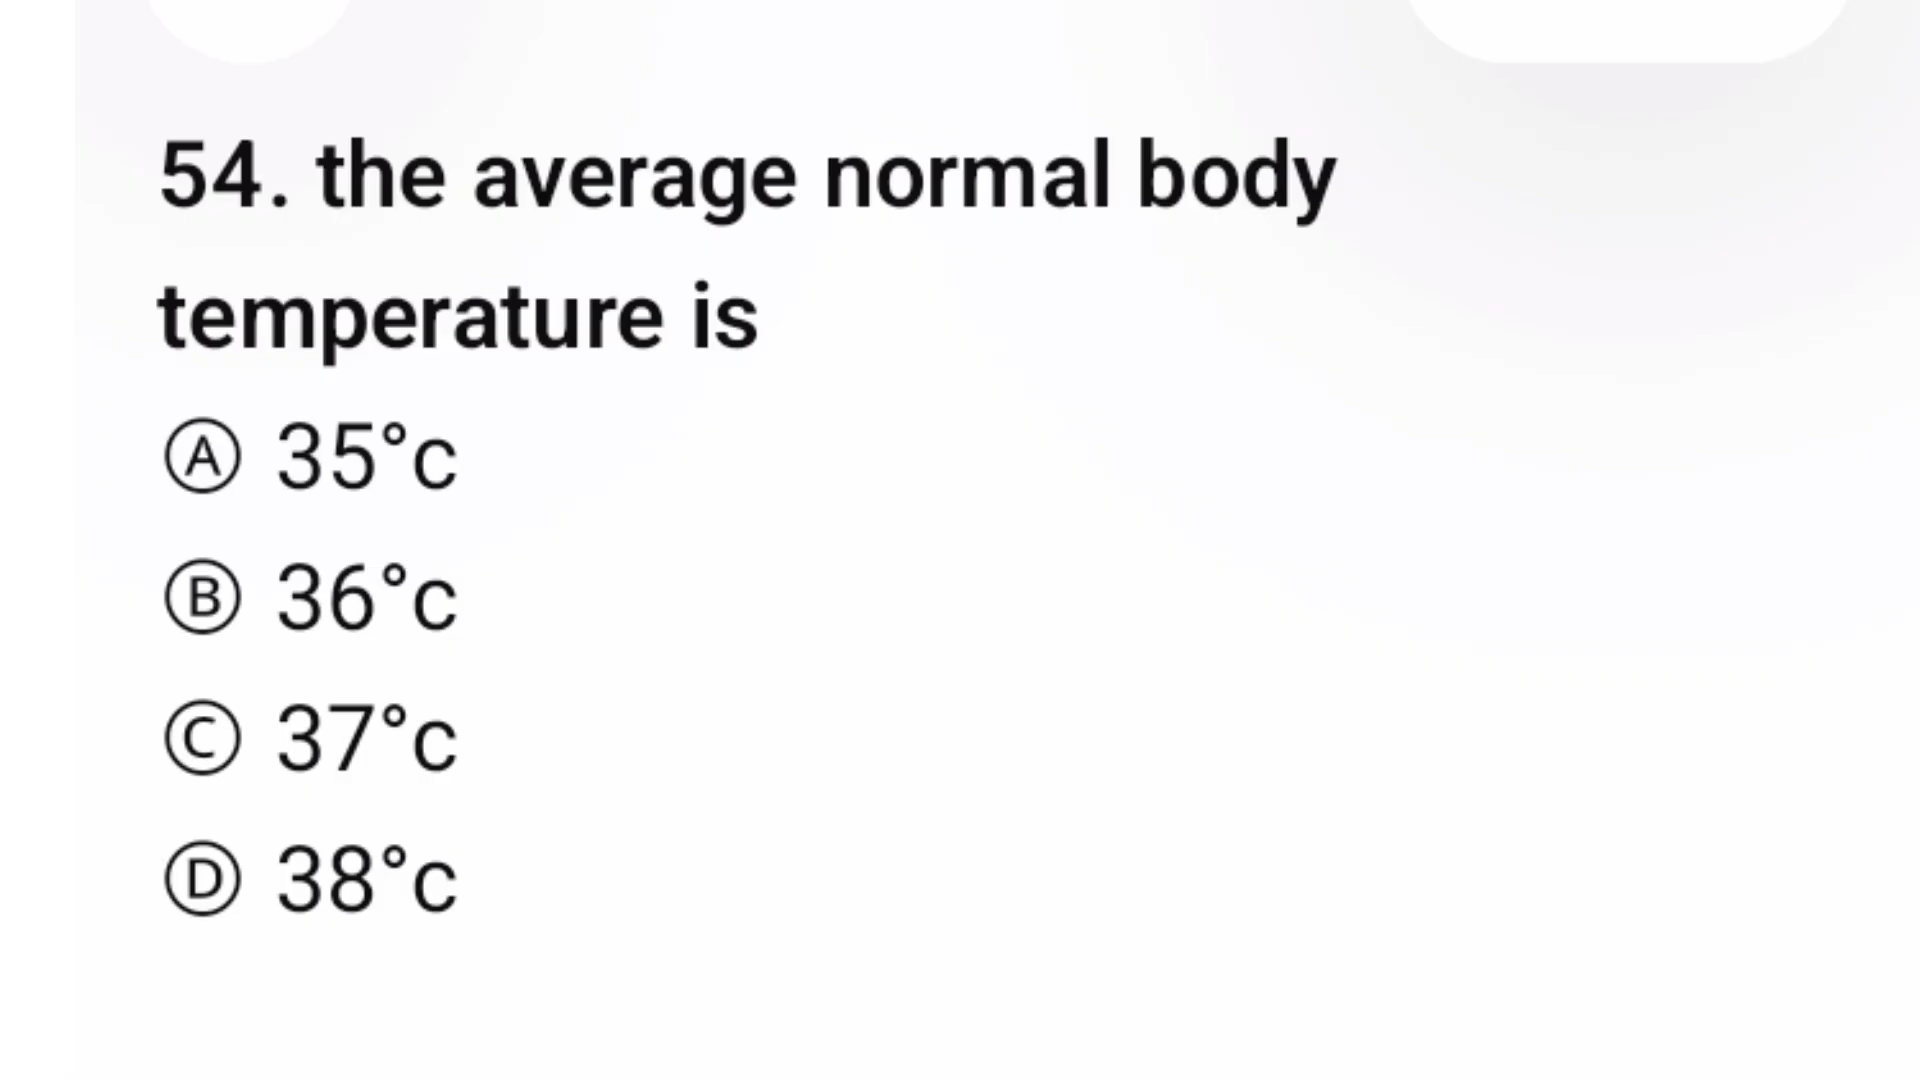 54. the average normal body
temperature is
Ⓐ 35°c
Ⓑ 36°c
Ⓒ 37°c
Ⓓ 38°c